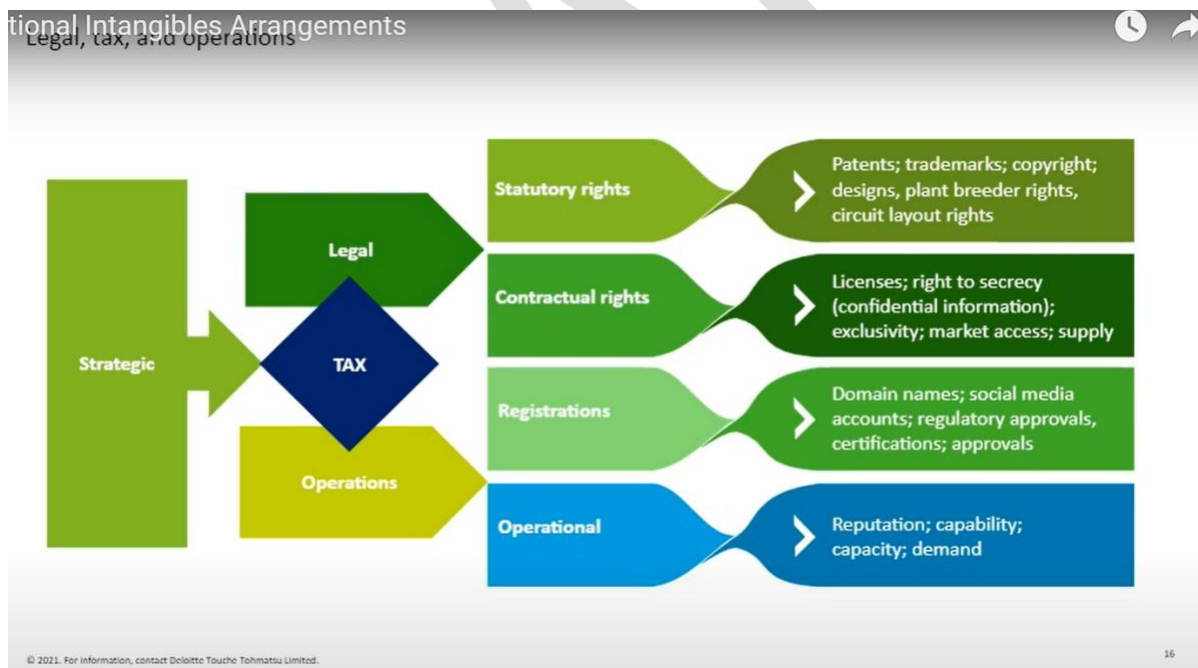 tional Intangibles Arrangements
Legal, tax, and operations
Strategic
Legal
TAX
Operations
Statutory rights
Patents; trademarks; copyright;
designs, plant breeder rights,
circuit layout rights
Contractual rights
Licenses; right to secrecy
(confidential information);
exclusivity; market access; supply
Registrations
Domain names; social media
accounts; regulatory approvals,
certifications; approvals
Operational
Reputation; capability;
capacity; demand
© 2021. For information, contact Deloitte Touche Tohmatsu Limited.
16